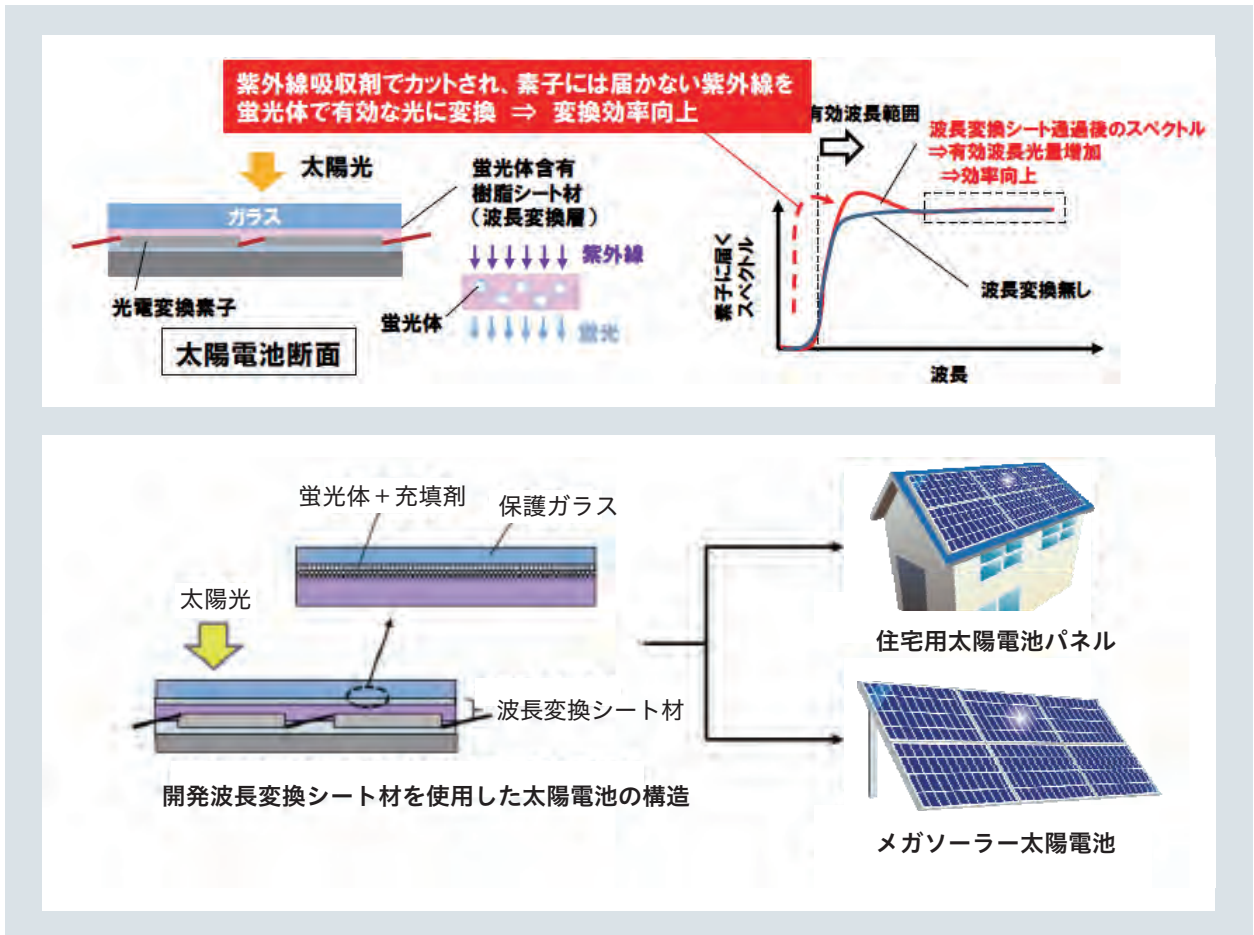 紫外線吸収剤でカットされ、素子には届かない紫外線を
蛍光体で有効な光に変換 ⇒ 変換効率向上
太陽光
ガラス
光電変換素子
太陽電池断面
蛍光体含有
樹脂シート材
（波長変換層）
紫外線
蛍光体
蛍光
有効波長範囲
波長変換シート通過後のスペクトル
⇒有効波長光量増加
⇒効率向上
素子に届く
スペクトル
波長変換無し
波長
蛍光体＋充填剤
保護ガラス
太陽光
波長変換シート材
開発波長変換シート材を使用した太陽電池の構造
住宅用太陽電池パネル
メガソーラー太陽電池